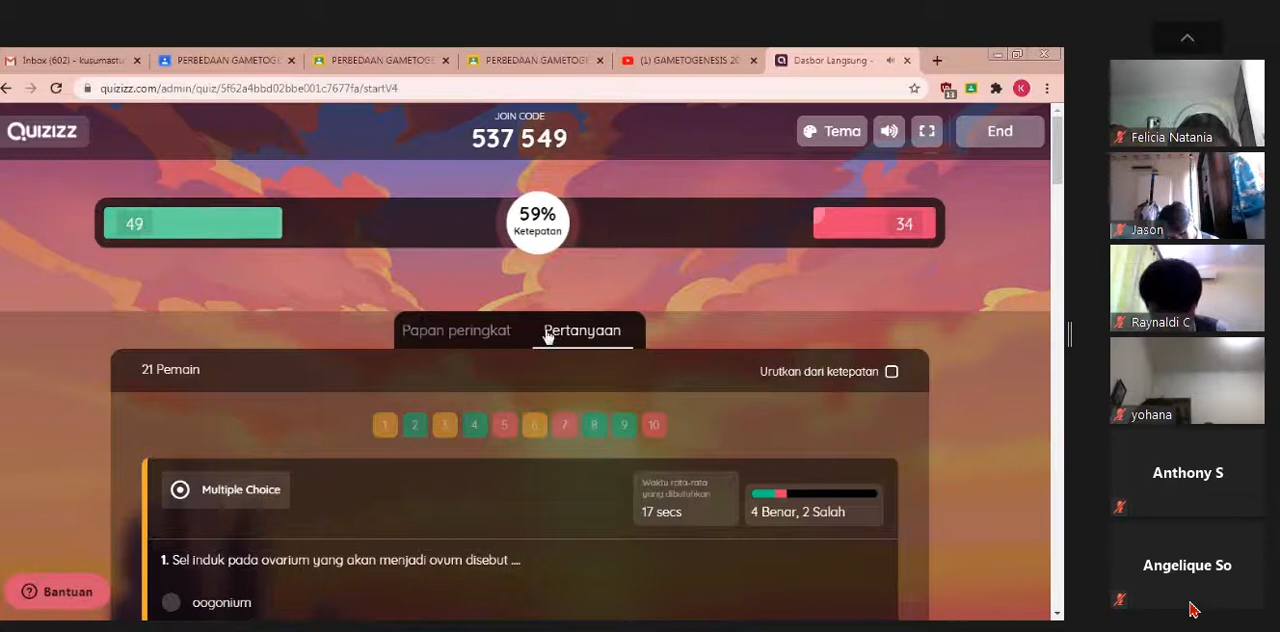 Inbox (602) - kusumastu
PERBEDAAN GAMETOG
PERBEDAAN GAMETOGE
PERBEDAAN GAMETOGE
(1) GAMETOGENESIS 20
Dasbor Langsung -
quizizz.com/admin/quiz/5f62a4bbd02bbe001c7677fa/startV4
11
K
QUIZIZZ
JOIN CODE
537 549
Tema
End
49
59%
Ketepatan
34
Papan peringkat
Pertanyaan
21 Pemain
Urutkan dari ketepatan
1 2 3 4 5 6 7 8 9 10
Multiple Choice
Waktu rata-rata
yang dibutuhkan
17 secs
4 Benar, 2 Salah
1. Sel induk pada ovarium yang akan menjadi ovum disebut ....
oogonium
Bantuan
Felicia Natania
Jason
Raynaldi C
yohana
Anthony S
Angelique So